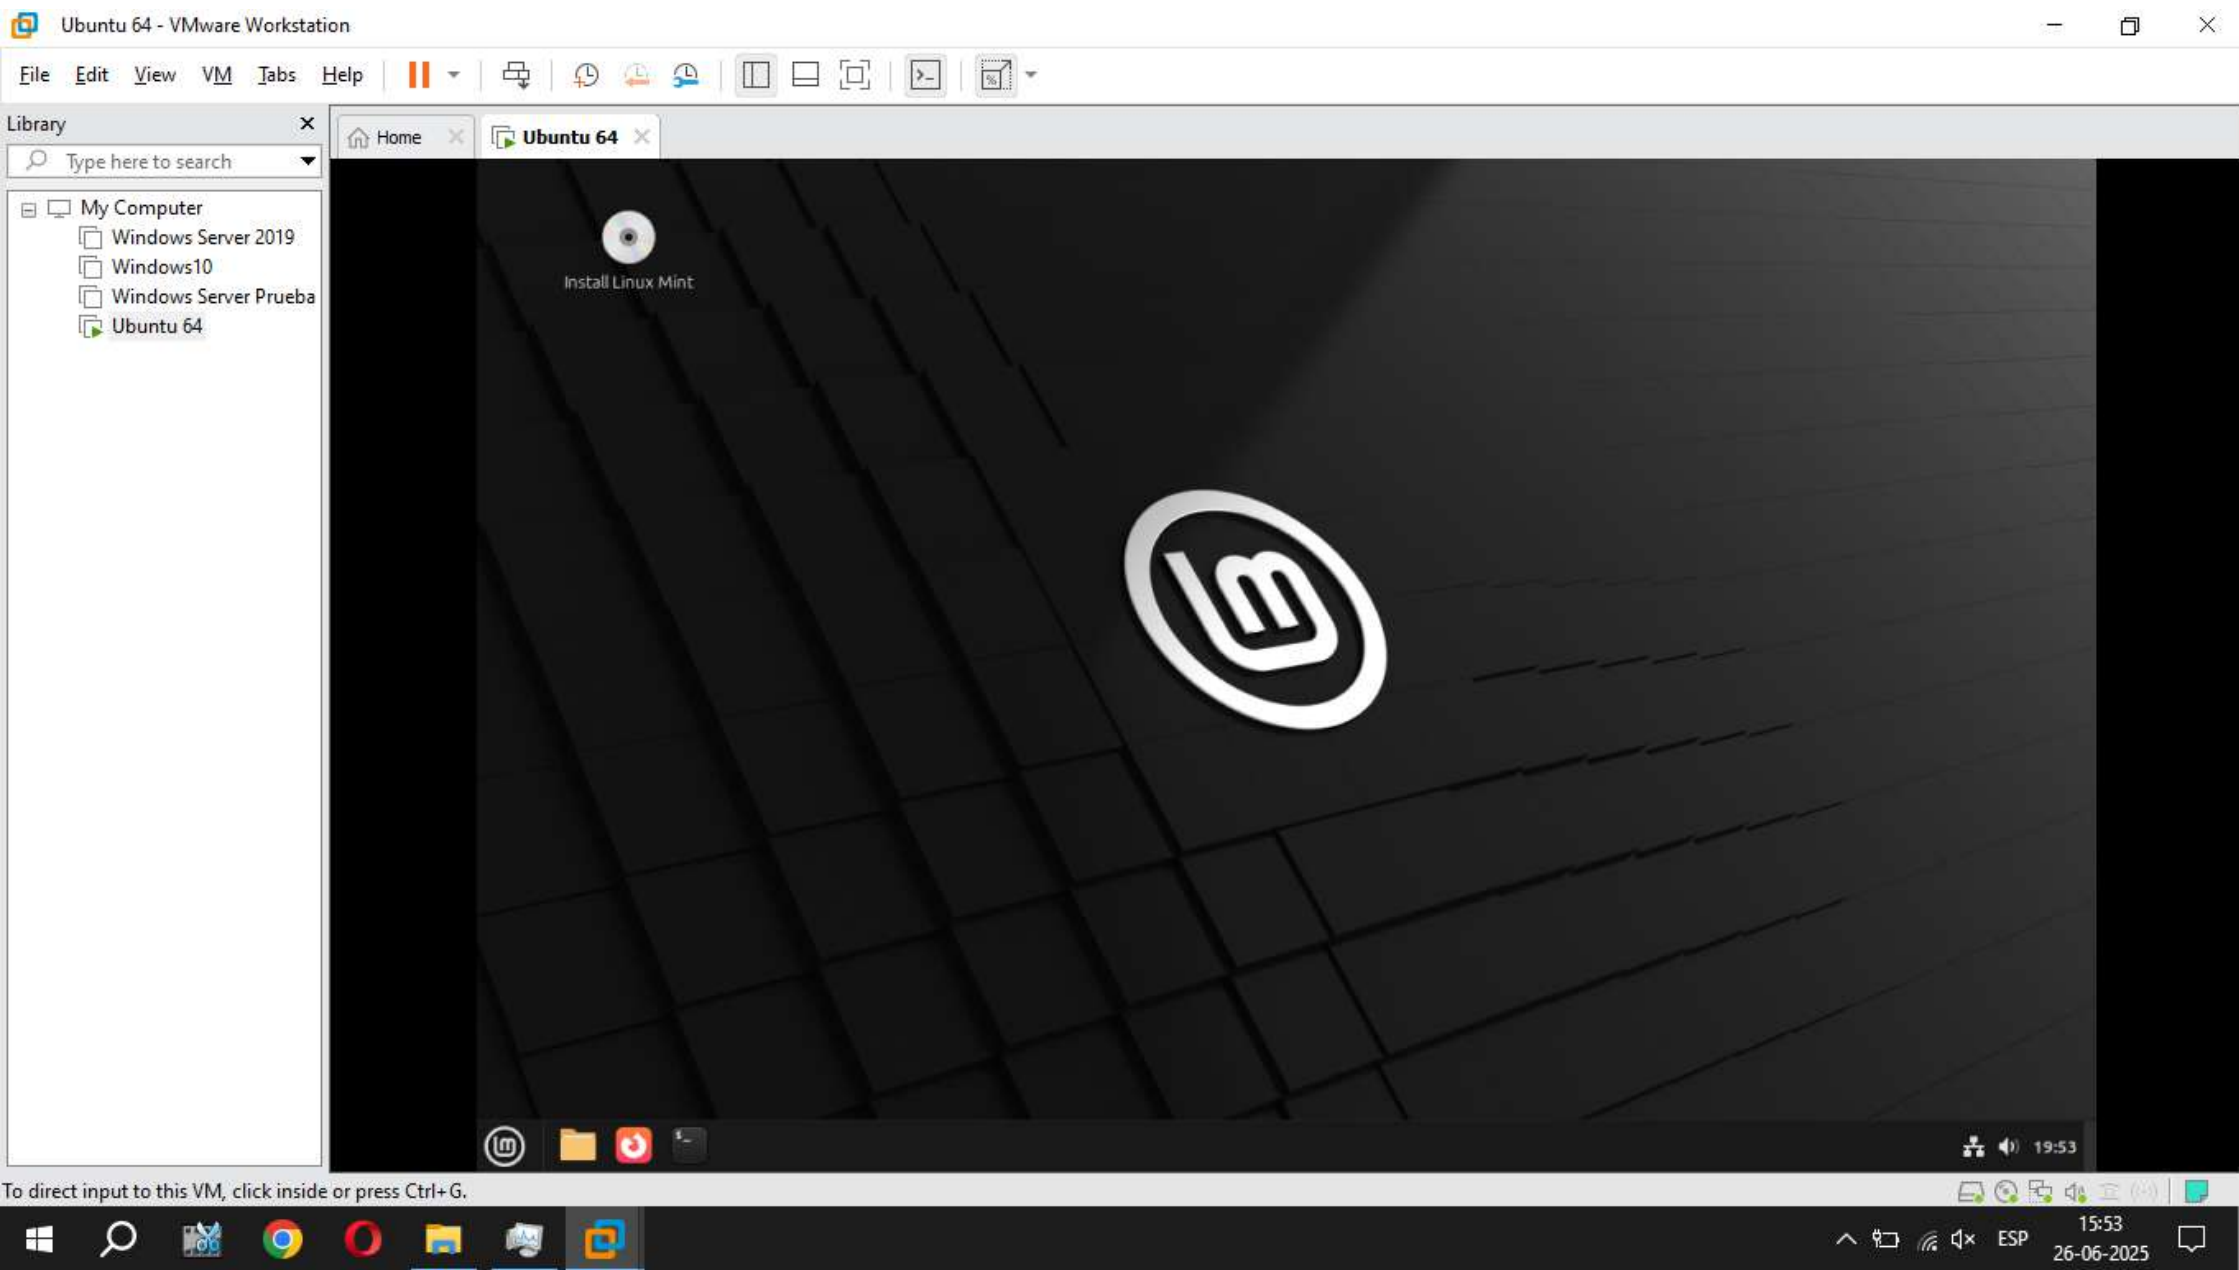 Ubuntu 64 - VMware Workstation
File Edit View VM Tabs Help
Library
Home
Ubuntu 64
Type here to search
My Computer
Windows Server 2019
Windows10
Windows Server Prueba
Ubuntu 64
Install Linux Mint
19:53
To direct input to this VM, click inside or press Ctrl+G.
ESP
15:53
26-06-2025